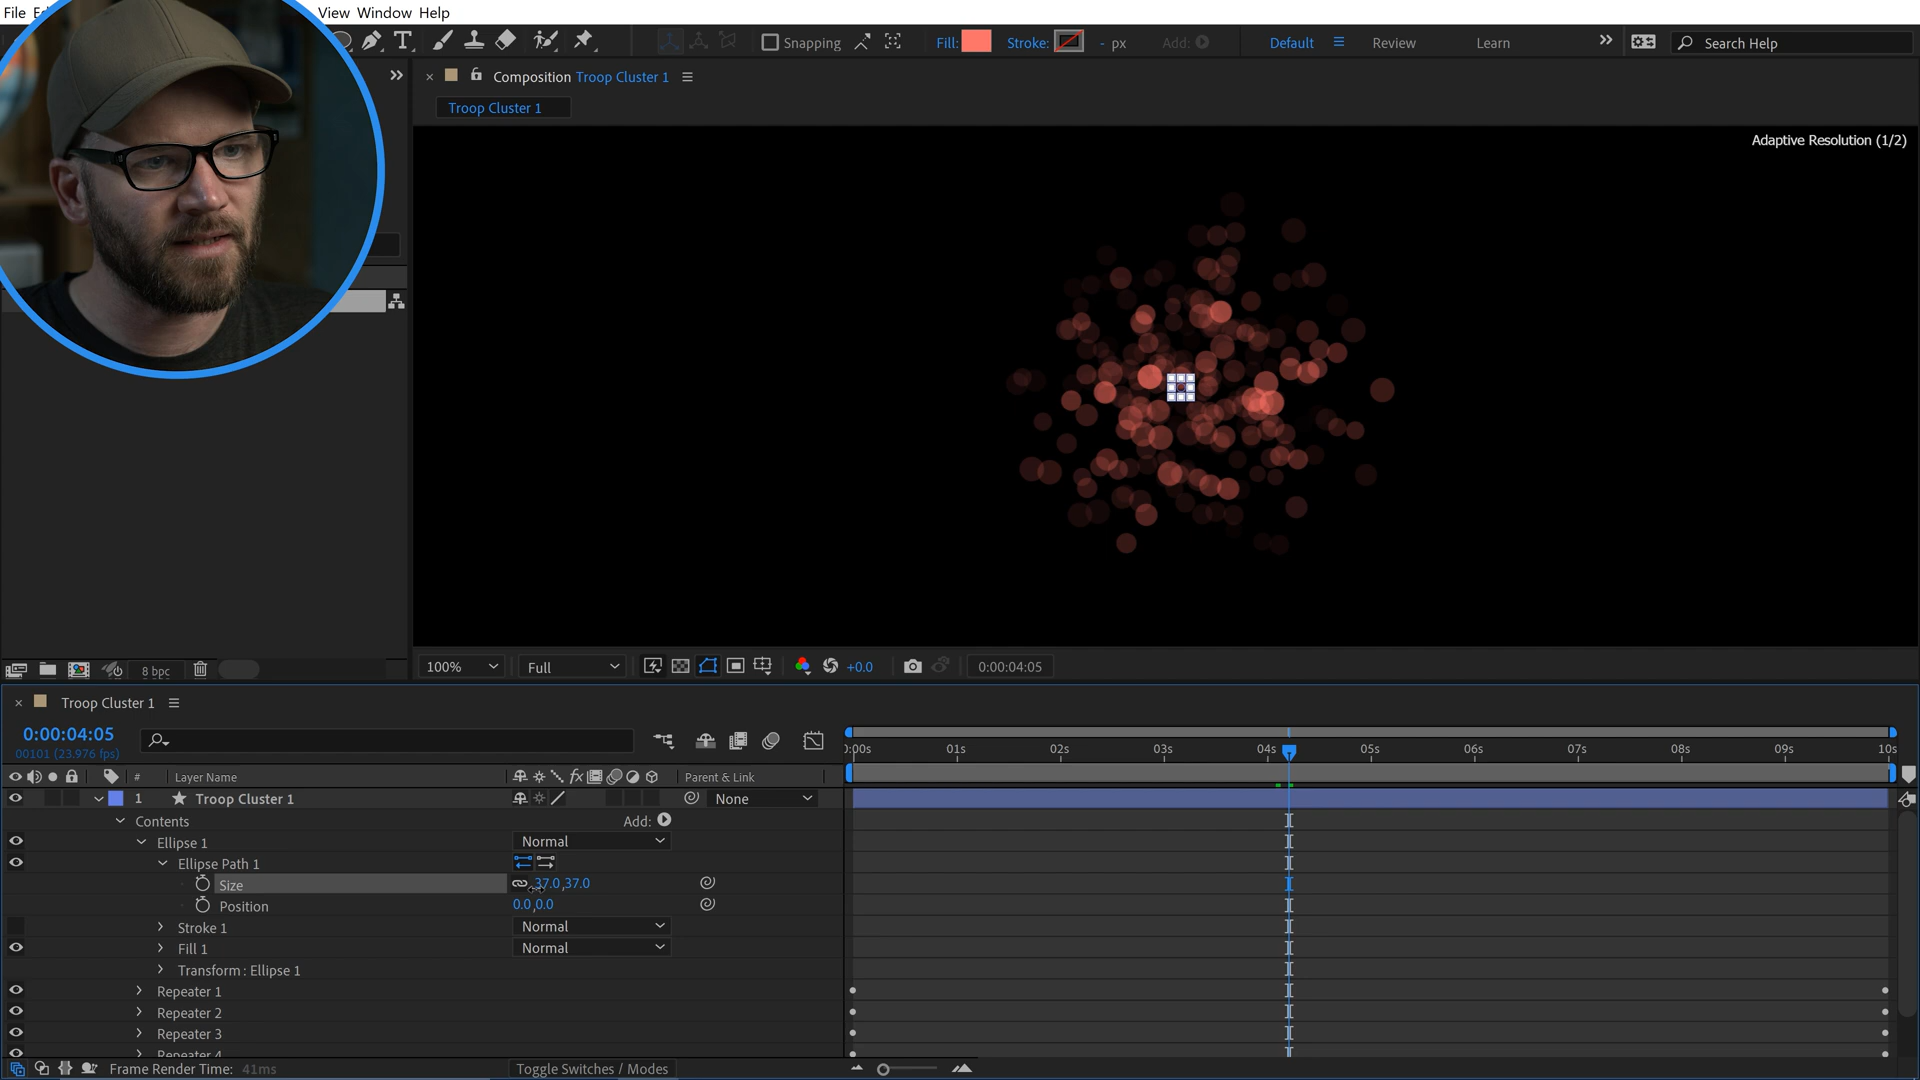 File
View Window Help
Snapping
Fill:
Stroke:
- px
Add:
Default
Review
Learn
Search Help
Composition Troop Cluster 1
Troop Cluster 1
Adaptive Resolution (1/2)
8 bpc
100%
Full
+0.0
0:00:04:05
Troop Cluster 1
0:00:04:05
00101 (23.976 fps)
0:00s 01s 02s 03s 04s 05s 06s 07s 08s 09s 10s
# Layer Name Parent & Link
1 Troop Cluster 1 None
Contents Add:
Ellipse 1 Normal
Ellipse Path 1
Size 37.0,37.0
Position 0.0,0.0
Stroke 1 Normal
Fill 1 Normal
Transform : Ellipse 1
Repeater 1
Repeater 2
Repeater 3
Repeater 4
Frame Render Time: 41ms
Toggle Switches / Modes